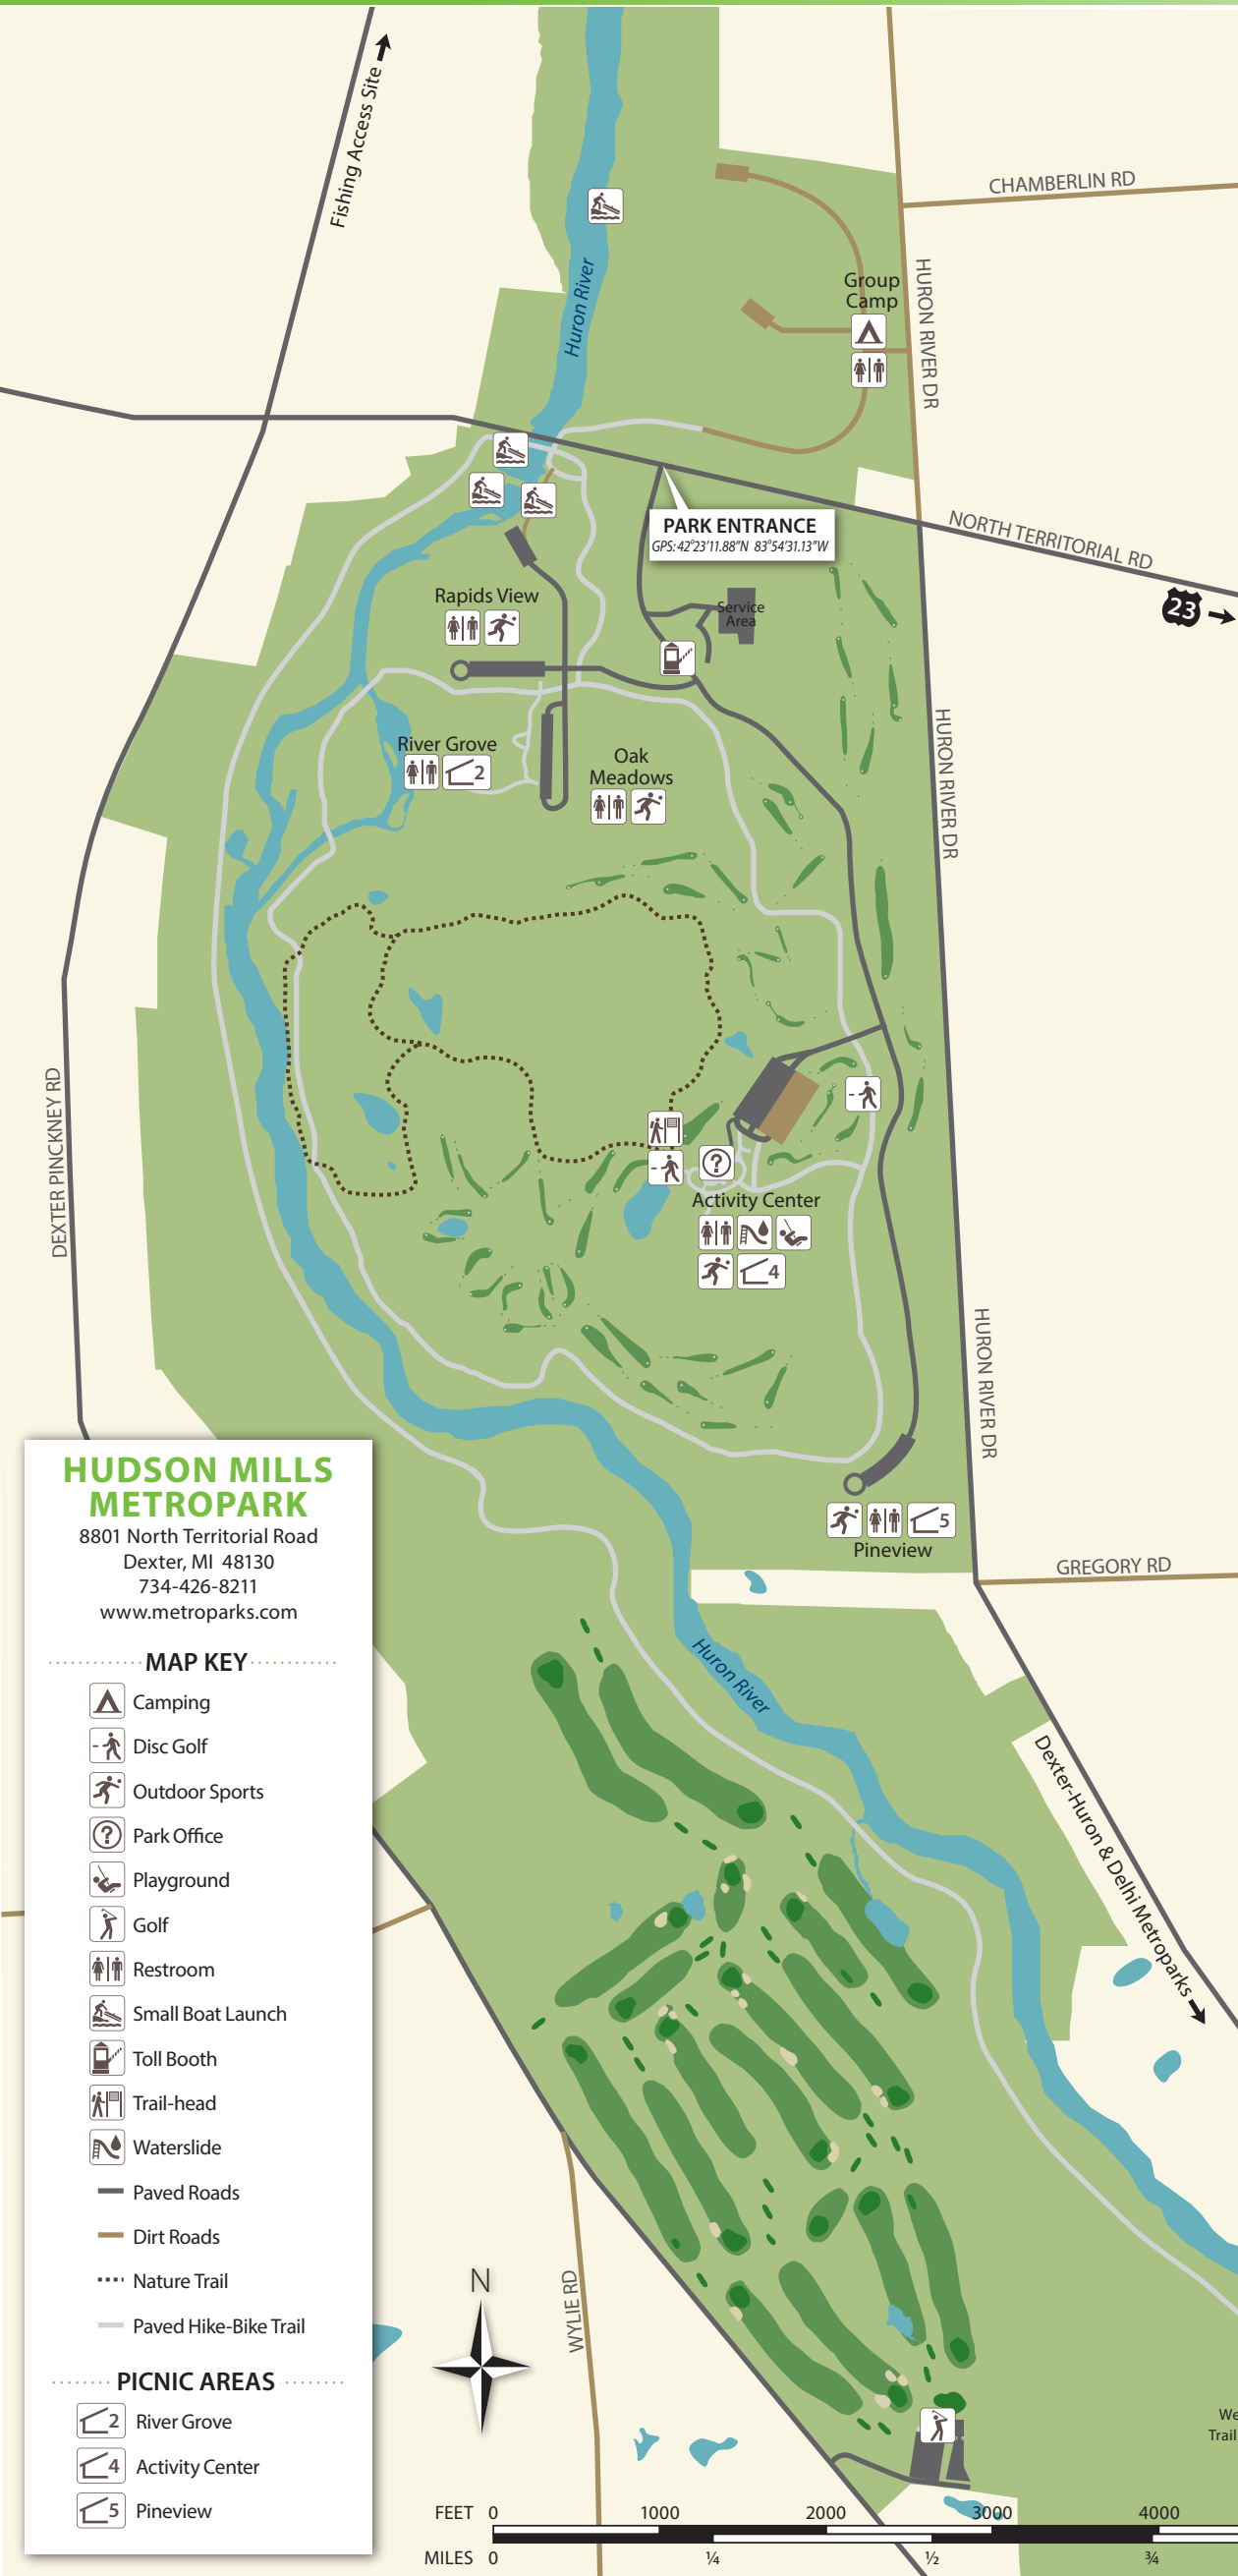 Fishing Access Site
CHAMBERLIN RD
Huron River
Group
Camp
HURON RIVER DR
PARK ENTRANCE
GPS: 42°23'11.88"N 83°54'31.13"W
NORTH TERRITORIAL RD
23
Rapids View
Service
Area
River Grove
2
Oak
Meadows
HURON RIVER DR
DEXTER PINCKNEY RD
?
Activity Center
4
HURON RIVER DR
5
Pineview
GREGORY RD
Huron River
Dexter-Huron & Delhi Metroparks
HUDSON MILLS
METROPARK
8801 North Territorial Road
Dexter, MI 48130
734-426-8211
www.metroparks.com
MAP KEY
Camping
Disc Golf
Outdoor Sports
? Park Office
Playground
Golf
Restroom
Small Boat Launch
Toll Booth
Trail-head
Waterslide
Paved Roads
Dirt Roads
Nature Trail
Paved Hike-Bike Trail
PICNIC AREAS
2 River Grove
4 Activity Center
5 Pineview
N
WYLIE RD
We
Trail
FEET 0 1000 2000 3000 4000
MILES 0 ¼ ½ ¾